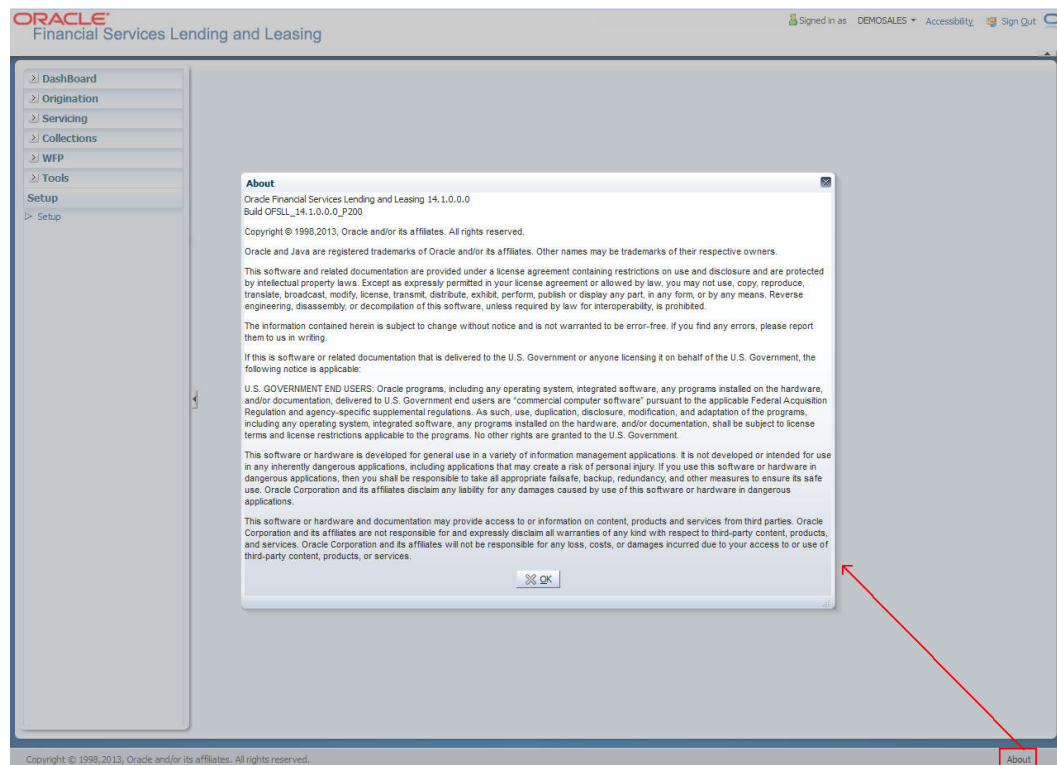 ORACLE
Financial Services Lending and Leasing
Signed in as DEMOSALES Accessibility Sign Out
DashBoard
Origination
Servicing
Collections
WFP
Tools
Setup
Setup
About
Oracle Financial Services Lending and Leasing 14.1.0.0.0
Build OFSLL_14.1.0.0.0_P200
Copyright © 1998,2013, Oracle and/or its affiliates. All rights reserved.
Oracle and Java are registered trademarks of Oracle and/or its affiliates. Other names may be trademarks of their respective owners.
This software and related documentation are provided under a license agreement containing restrictions on use and disclosure and are protected
by intellectual property laws. Except as expressly permitted in your license agreement or allowed by law, you may not use, copy, reproduce,
translate, broadcast, modify, license, transmit, distribute, exhibit, perform, publish or display any part, in any form, or by any means. Reverse
engineering, disassembly, or decompilation of this software, unless required by law for interoperability, is prohibited.
The information contained herein is subject to change without notice and is not warranted to be error-free. If you find any errors, please report
them to us in writing.
If this is software or related documentation that is delivered to the U.S. Government or anyone licensing it on behalf of the U.S. Government, the
following notice is applicable:
U.S. GOVERNMENT END USERS: Oracle programs, including any operating system, integrated software, any programs installed on the hardware,
and/or documentation, delivered to U.S. Government end users are "commercial computer software" pursuant to the applicable Federal Acquisition
Regulation and agency-specific supplemental regulations. As such, use, duplication, disclosure, modification, and adaptation of the programs,
including any operating system, integrated software, any programs installed on the hardware, and/or documentation, shall be subject to license
terms and license restrictions applicable to the programs. No other rights are granted to the U.S. Government.
This software or hardware is developed for general use in a variety of information management applications. It is not developed or intended for use
in any inherently dangerous applications, including applications that may create a risk of personal injury. If you use this software or hardware in
dangerous applications, then you shall be responsible to take all appropriate failsafe, backup, redundancy, and other measures to ensure its safe
use. Oracle Corporation and its affiliates disclaim any liability for any damages caused by use of this software or hardware in dangerous
applications.
This software or hardware and documentation may provide access to or information on content, products and services from third parties. Oracle
Corporation and its affiliates are not responsible for and expressly disclaim all warranties of any kind with respect to third-party content, products,
and services. Oracle Corporation and its affiliates will not be responsible for any loss, costs, or damages incurred due to your access to or use of
third-party content, products, or services.
OK
Copyright © 1998,2013, Oracle and/or its affiliates. All rights reserved.
About